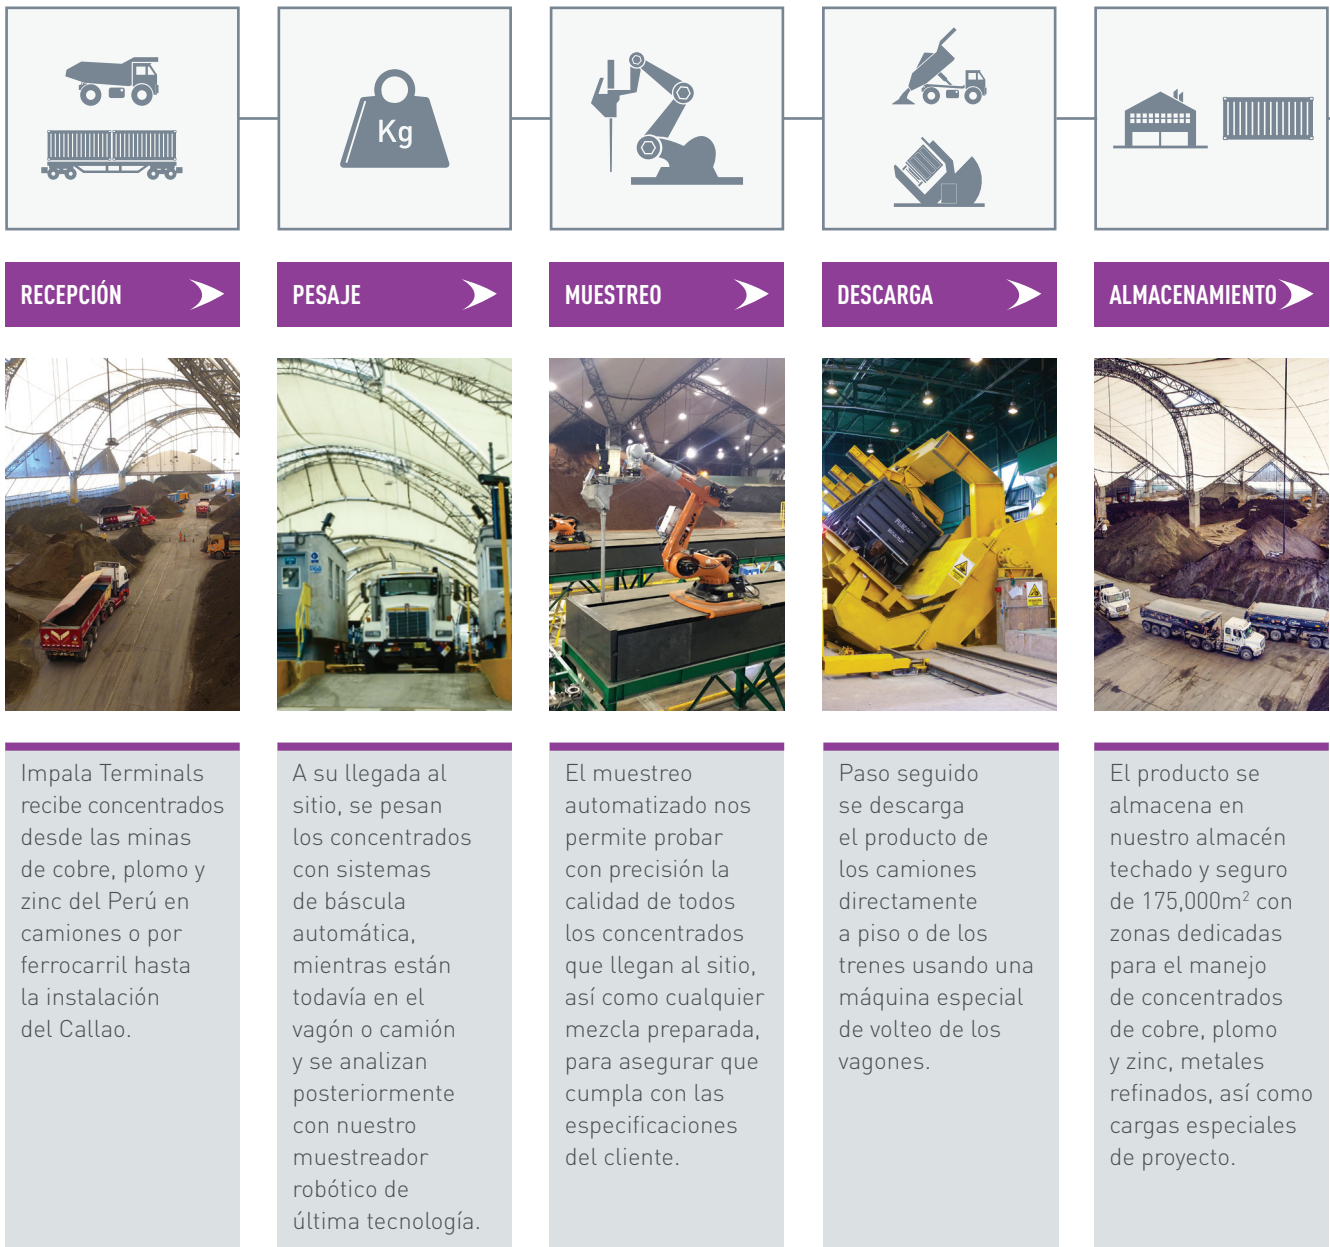 Kg
RECEPCIÓN
PESAJE
MUESTREO
DESCARGA
ALMACENAMIENTO
Impala Terminals
recibe concentrados
desde las minas
de cobre, plomo y
zinc del Perú en
camiones o por
ferrocarril hasta
la instalación
del Callao.
A su llegada al
sitio, se pesan
los concentrados
con sistemas
de báscula
automática,
mientras están
todavía en el
vagón o camión
y se analizan
posteriormente
con nuestro
muestreador
robótico de
última tecnología.
El muestreo
automatizado nos
permite probar
con precisión la
calidad de todos
los concentrados
que llegan al sitio,
así como cualquier
mezcla preparada,
para asegurar que
cumpla con las
especificaciones
del cliente.
Paso seguido
se descarga
el producto de
los camiones
directamente
a piso o de los
trenes usando una
máquina especial
de volteo de los
vagones.
El producto se
almacena en
nuestro almacén
techado y seguro
de 175,000m² con
zonas dedicadas
para el manejo
de concentrados
de cobre, plomo
y zinc, metales
refinados, así como
cargas especiales
de proyecto.